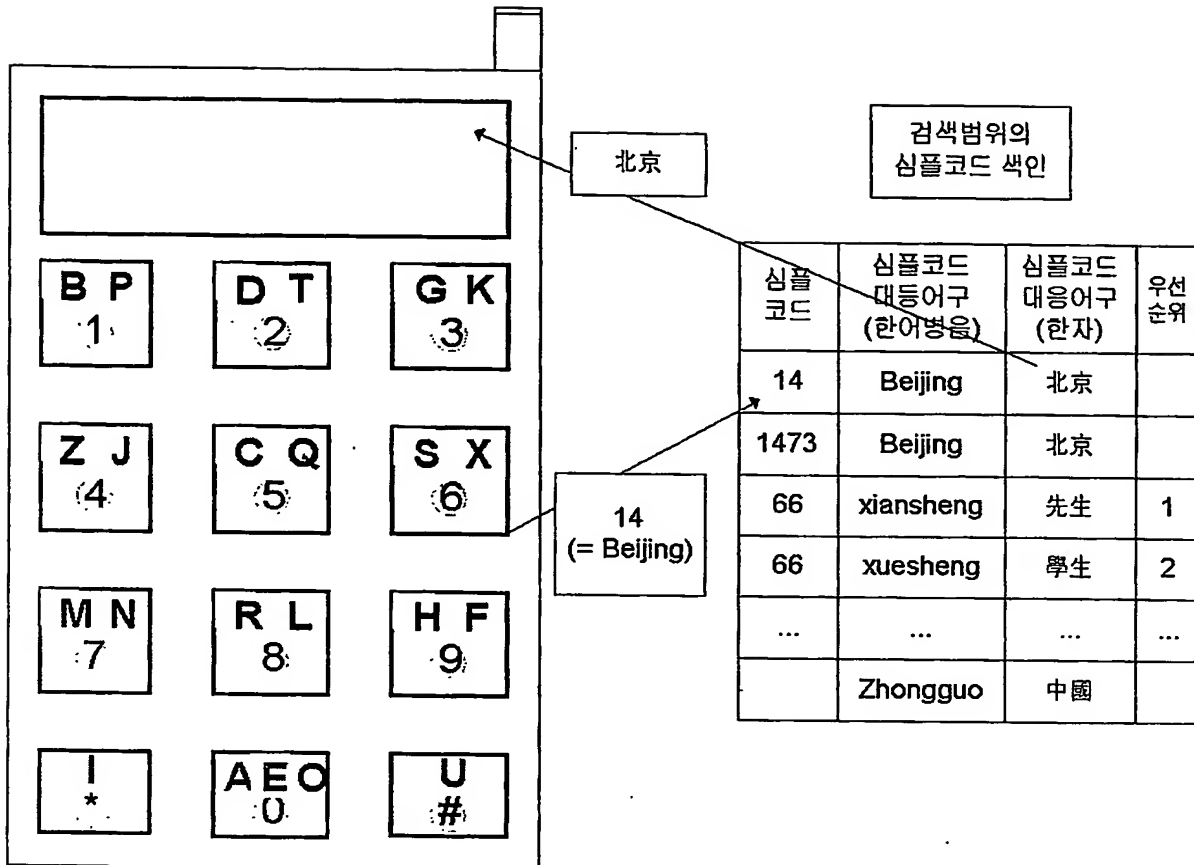 北京
검색범위의
심플코드 색인
B P
1
D T
2
G K
3
Z J
4
C Q
5
S X
6
M N
7
R L
8
H F
9
I
*
A E O
0
U
#
14
(= Beijing)
심플
코드
심플코드
대등어구
(한어병음)
심플코드
대응어구
(한자)
우선
순위
14 Beijing 北京
1473 Beijing 北京
66 xiansheng 先生 1
66 xuesheng 學生 2
... ... ... ...
Zhongguo 中國